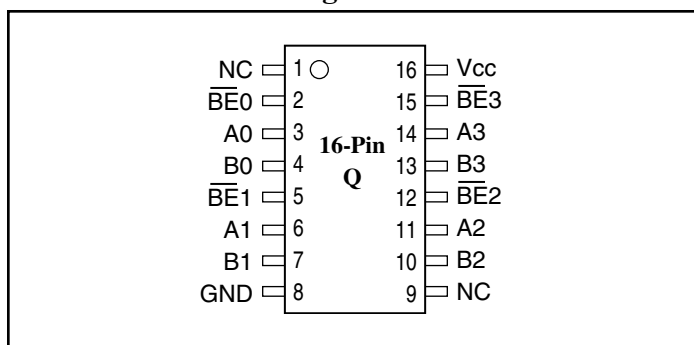 NC 1 16 Vcc
B̅E̅0 2 15 B̅E̅3
A0 3 14 A3
16-Pin
B0 4 13 B3
Q
B̅E̅1 5 12 B̅E̅2
A1 6 11 A2
B1 7 10 B2
GND 8 9 NC